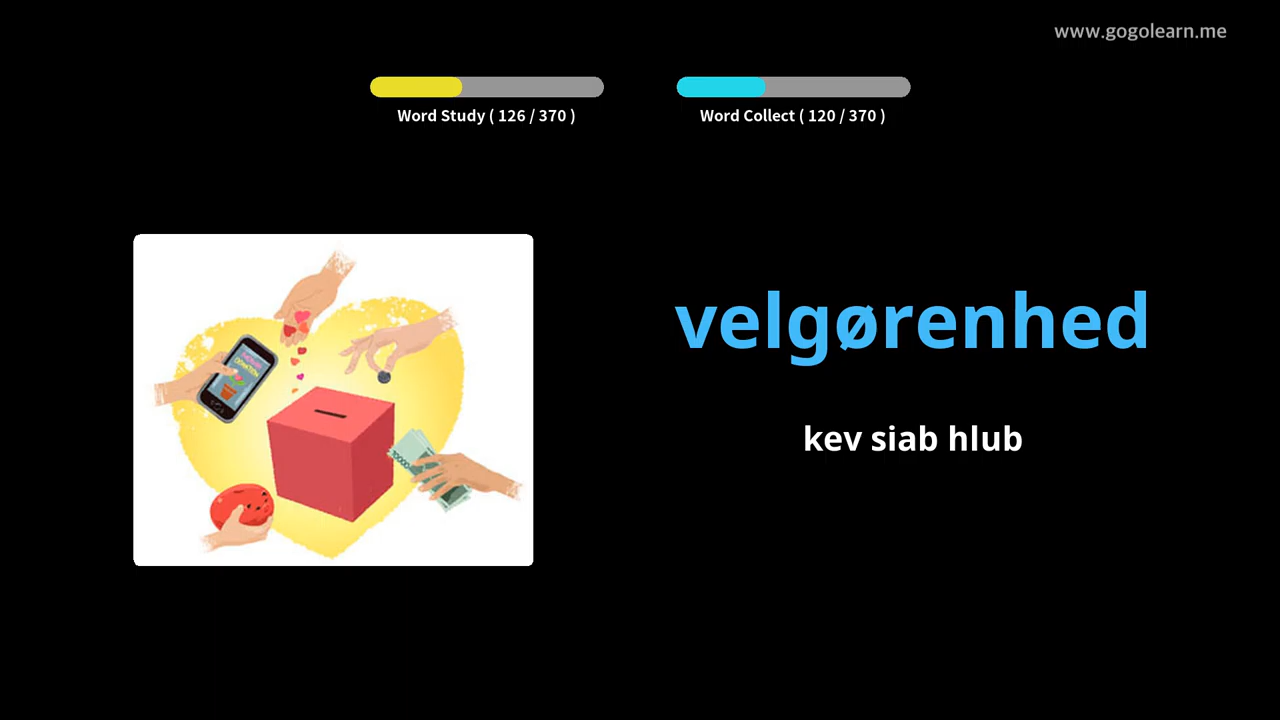 www.gogolearn.me
Word Study ( 126 / 370 )
Word Collect ( 120 / 370 )
velgørenhed
kev siab hlub